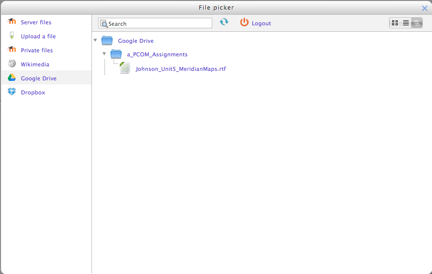 File picker
Server files
Upload a file
Private files
Wikimedia
Google Drive
Dropbox
Search
Logout
Google Drive
a_PCOM_Assignments
Johnson_Unit5_MeridianMaps.rtf